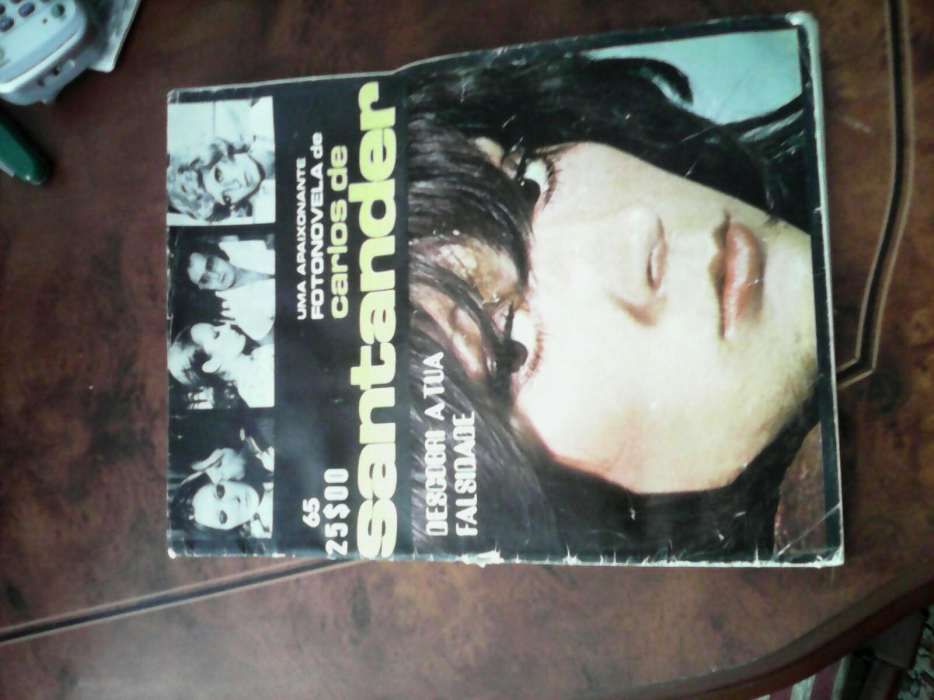 UMA APAIXONANTE
FOTONOVELA de
carlos de
santander
65
25$00
DESCOBRI A TUA
FALSIDADE